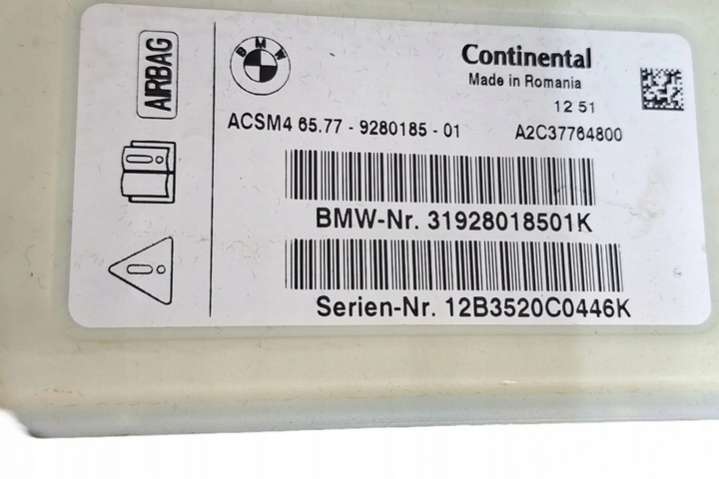 AIRBAG
BMW
Continental
Made in Romania
12 51
ACSM4 65.77 - 9280185 - 01 A2C37764800
BMW-Nr. 31928018501K
Serien-Nr. 12B3520C0446K